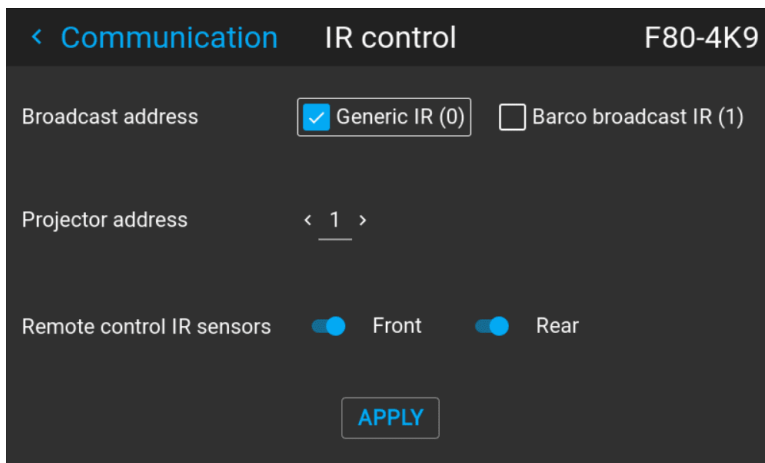 < Communication IR control F80-4K9
Broadcast address Generic IR (0) Barco broadcast IR (1)
Projector address < 1 >
Remote control IR sensors Front Rear
APPLY